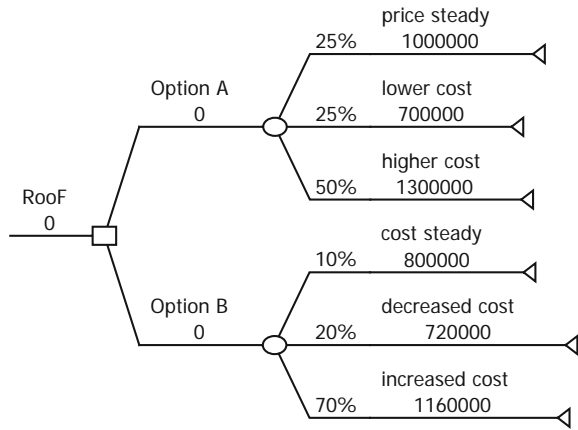 price steady
25% 1000000
Option A
0
lower cost
25% 700000
higher cost
50% 1300000
RooF
0
cost steady
10% 800000
Option B
0
decreased cost
20% 720000
increased cost
70% 1160000